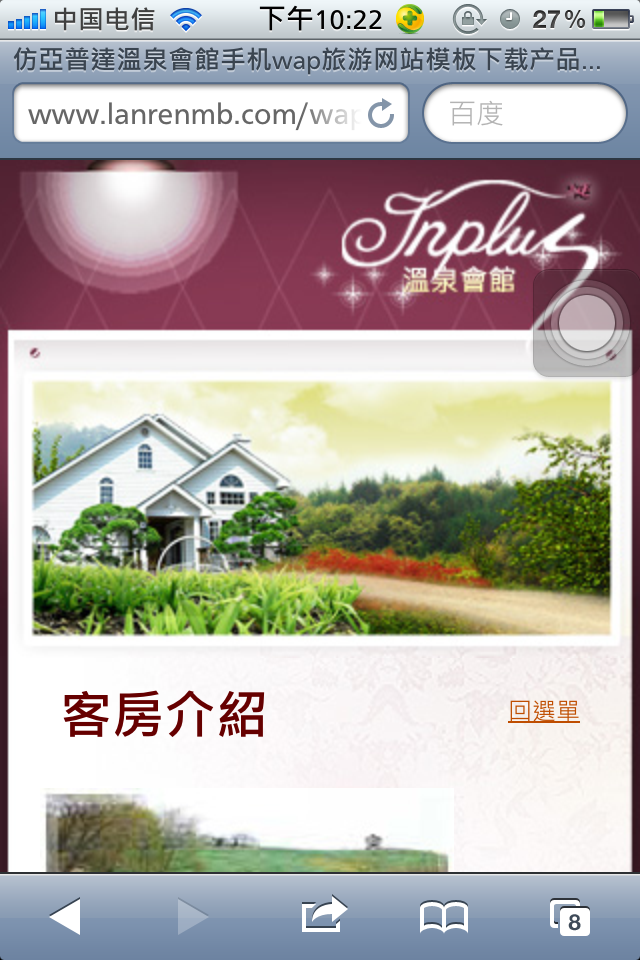 中国电信 下午10:22 27%
仿亞普達溫泉會館手机wap旅游网站模板下载产品...
www.lanrenmb.com/wap
百度
Inplus
溫泉會館
客房介紹
回選單
8